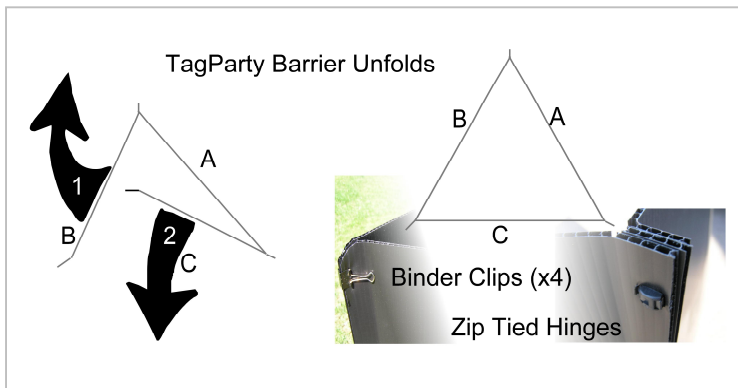 TagParty Barrier Unfolds
1
A
B
2
C
B
A
C
Binder Clips (x4)
Zip Tied Hinges